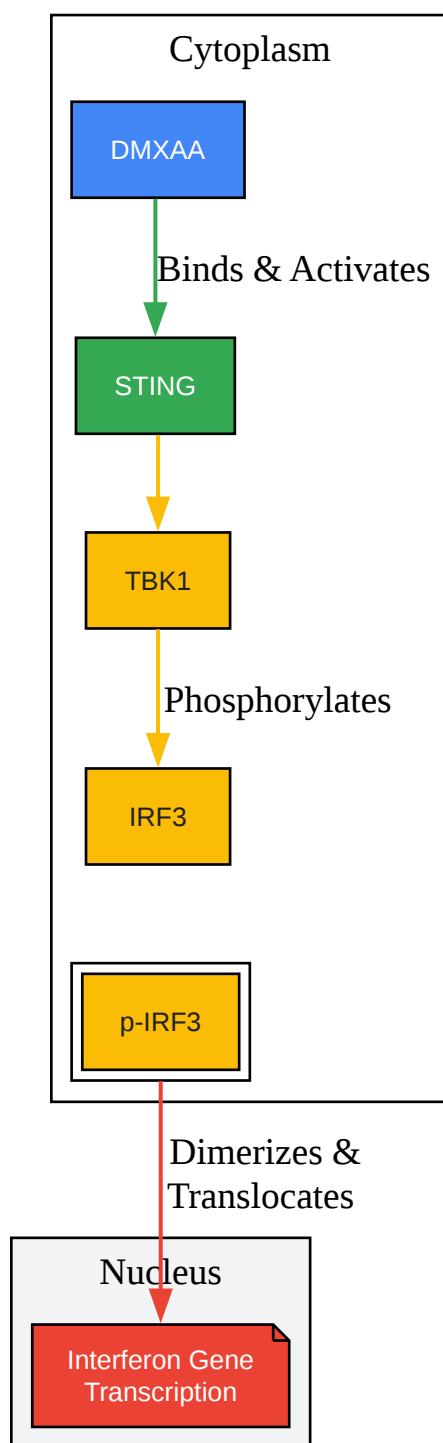 Cytoplasm
DMXAA
Binds & Activates
STING
TBK1
Phosphorylates
IRF3
p-IRF3
Dimerizes &
Translocates
Nucleus
Interferon Gene
Transcription